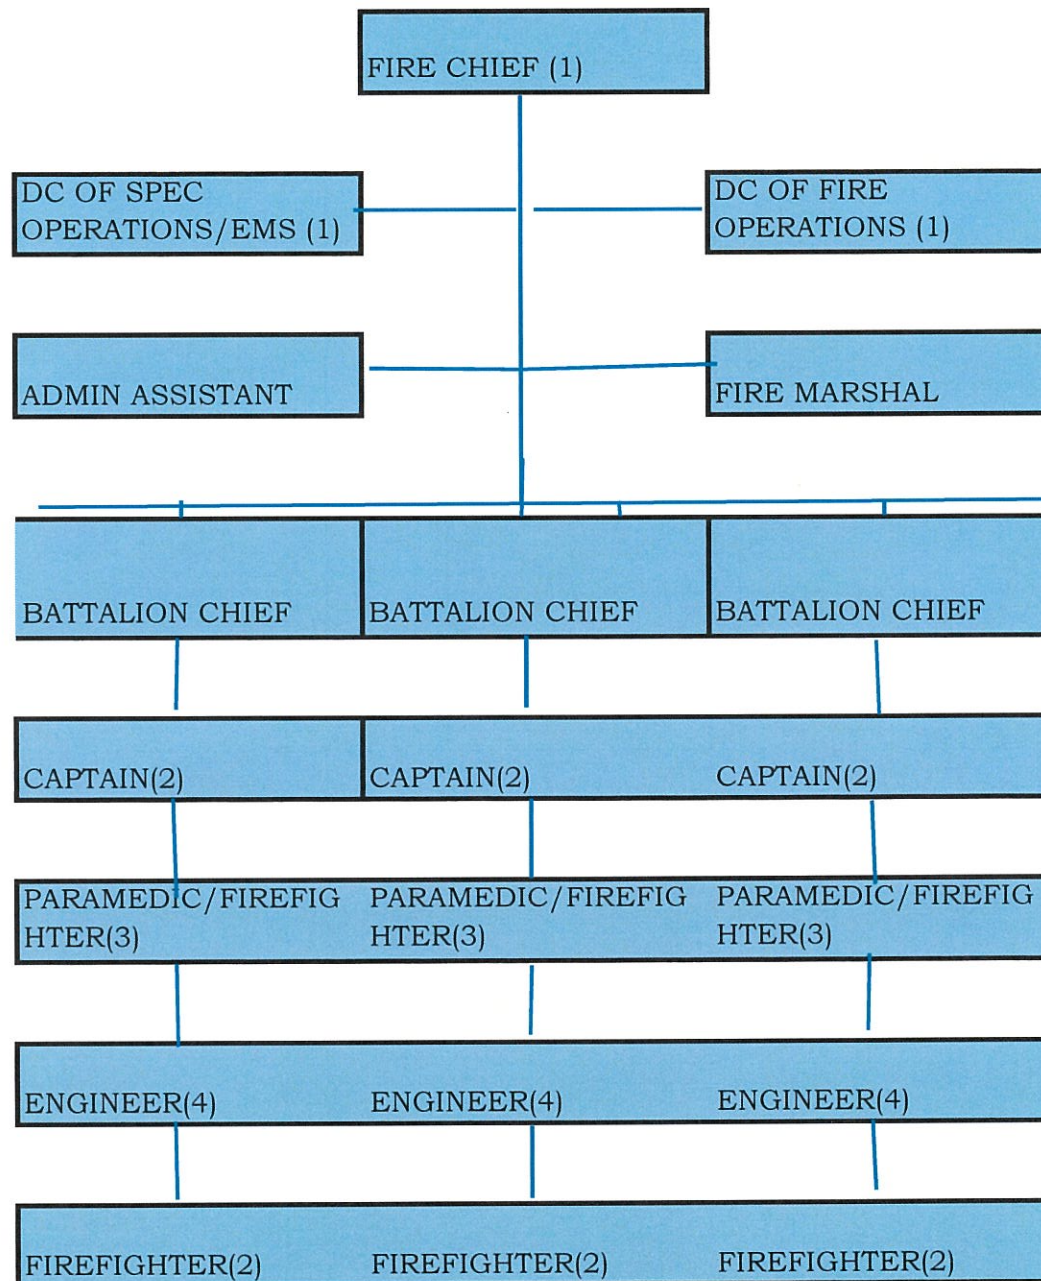 FIRE CHIEF (1)
DC OF SPEC
OPERATIONS/EMS (1)
DC OF FIRE
OPERATIONS (1)
ADMIN ASSISTANT
FIRE MARSHAL
BATTALION CHIEF
BATTALION CHIEF
BATTALION CHIEF
CAPTAIN(2)
CAPTAIN(2)
CAPTAIN(2)
PARAMEDIC/FIREFIG
HTER(3)
PARAMEDIC/FIREFIG
HTER(3)
PARAMEDIC/FIREFIG
HTER(3)
ENGINEER(4)
ENGINEER(4)
ENGINEER(4)
FIREFIGHTER(2)
FIREFIGHTER(2)
FIREFIGHTER(2)